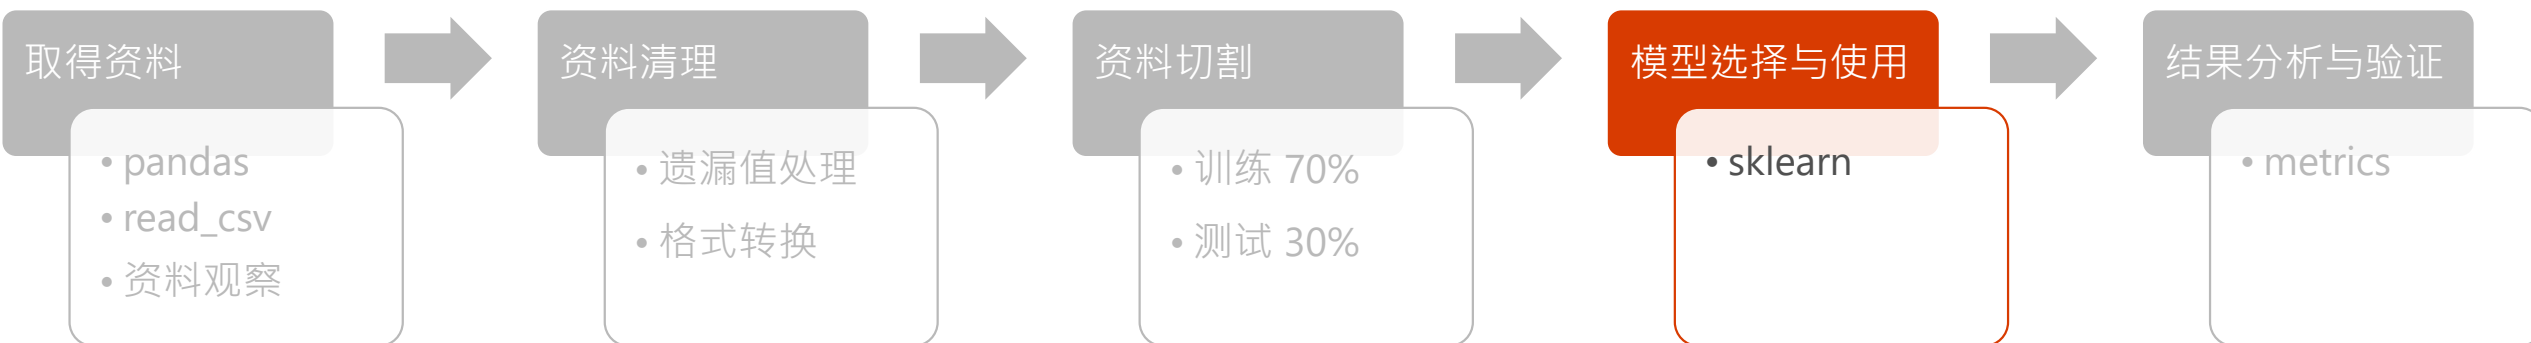 取得资料
• pandas
• read_csv
• 资料观察
资料清理
• 遗漏值处理
• 格式转换
资料切割
• 训练 70%
• 测试 30%
模型选择与使用
• sklearn
结果分析与验证
• metrics